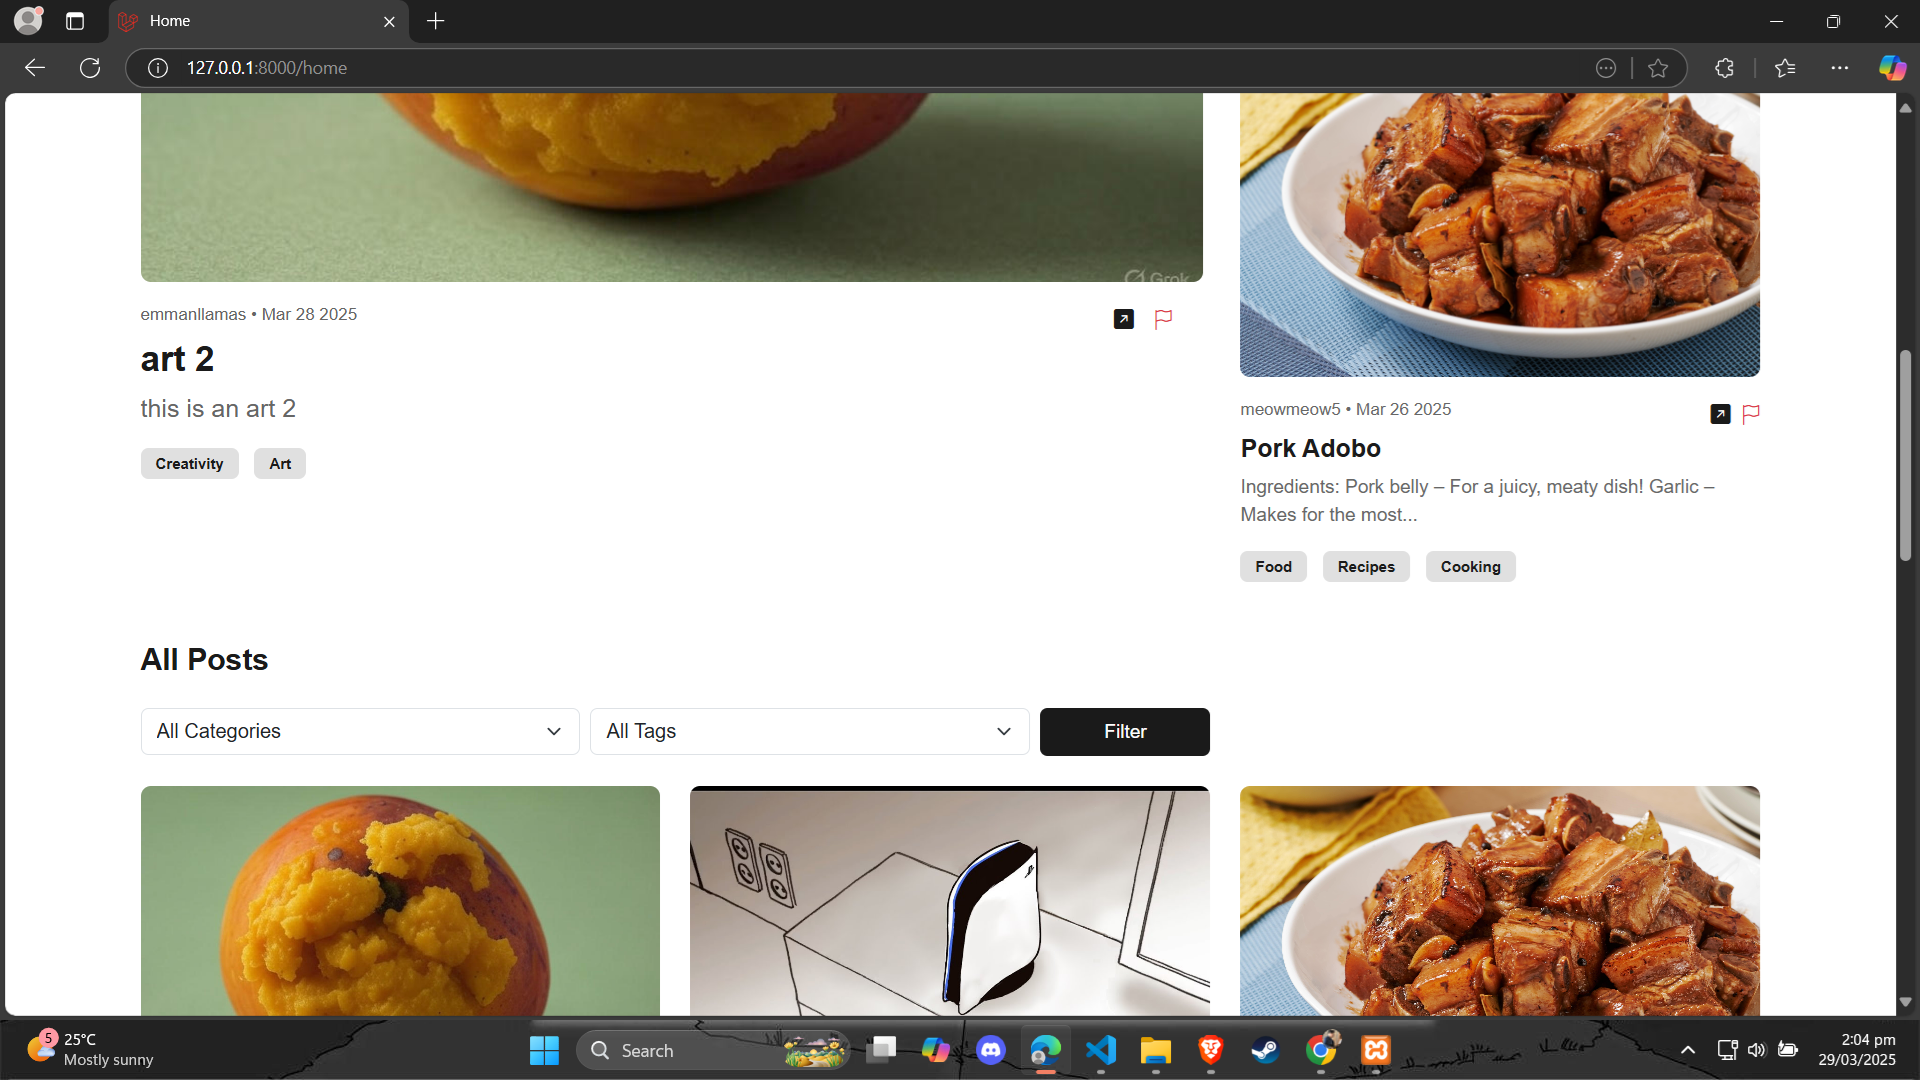 Home
127.0.0.1:8000/home
Grok
emmanllamas • Mar 28 2025
art 2
this is an art 2
Creativity Art
meowmeow5 • Mar 26 2025
Pork Adobo
Ingredients: Pork belly – For a juicy, meaty dish! Garlic –
Makes for the most...
Food Recipes Cooking
All Posts
All Categories All Tags Filter
5
25°C
Mostly sunny
Search
2:04 pm
29/03/2025